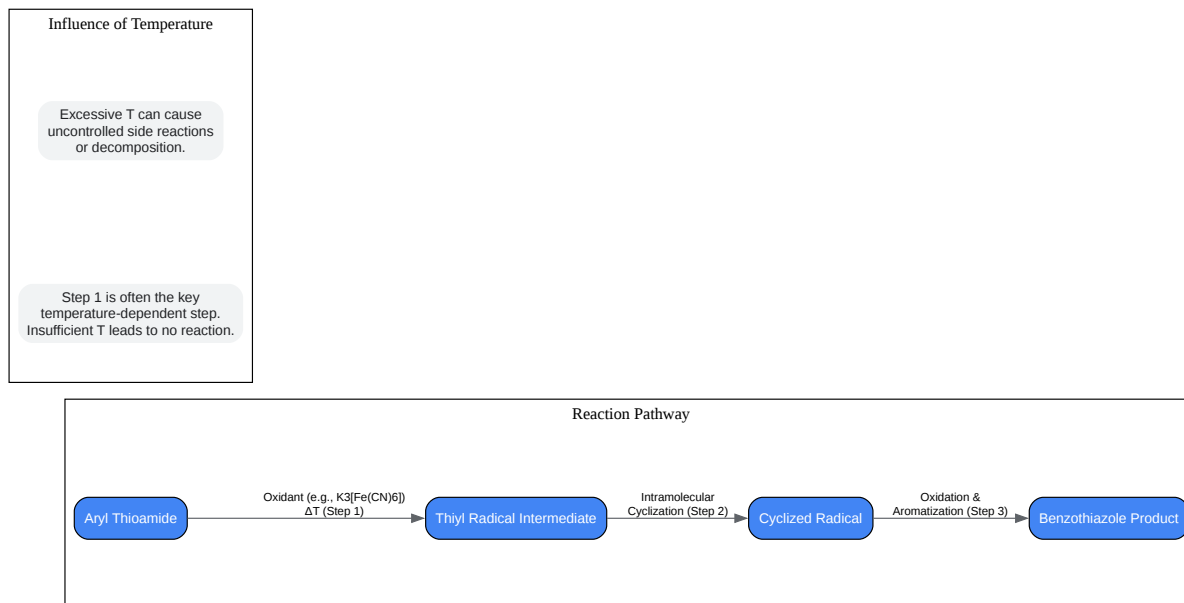 Influence of Temperature
Excessive T can cause
uncontrolled side reactions
or decomposition.
Step 1 is often the key
temperature-dependent step.
Insufficient T leads to no reaction.
Reaction Pathway
Aryl Thioamide
Oxidant (e.g., K3[Fe(CN)6])
ΔT (Step 1)
Thiyl Radical Intermediate
Intramolecular
Cyclization (Step 2)
Cyclized Radical
Oxidation &
Aromatization (Step 3)
Benzothiazole Product